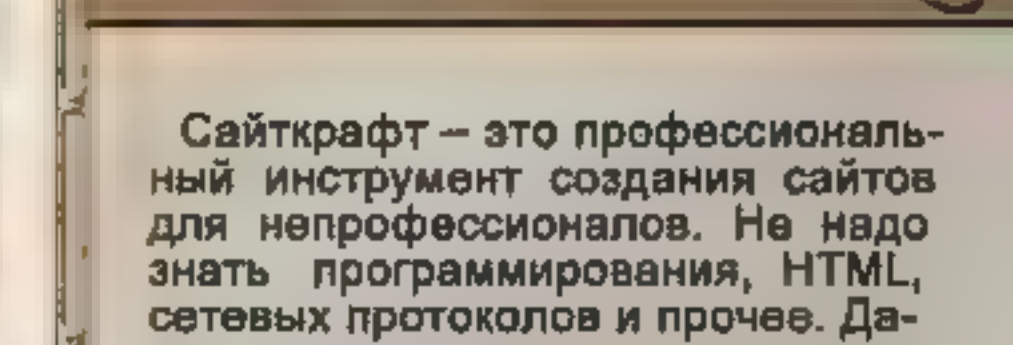 Сайткрафт – это профессиональ-
ный инструмент создания сайтов
для непрофессионалов. Не надо
знать программирования, HTML,
сетевых протоколов и прочее. Да-